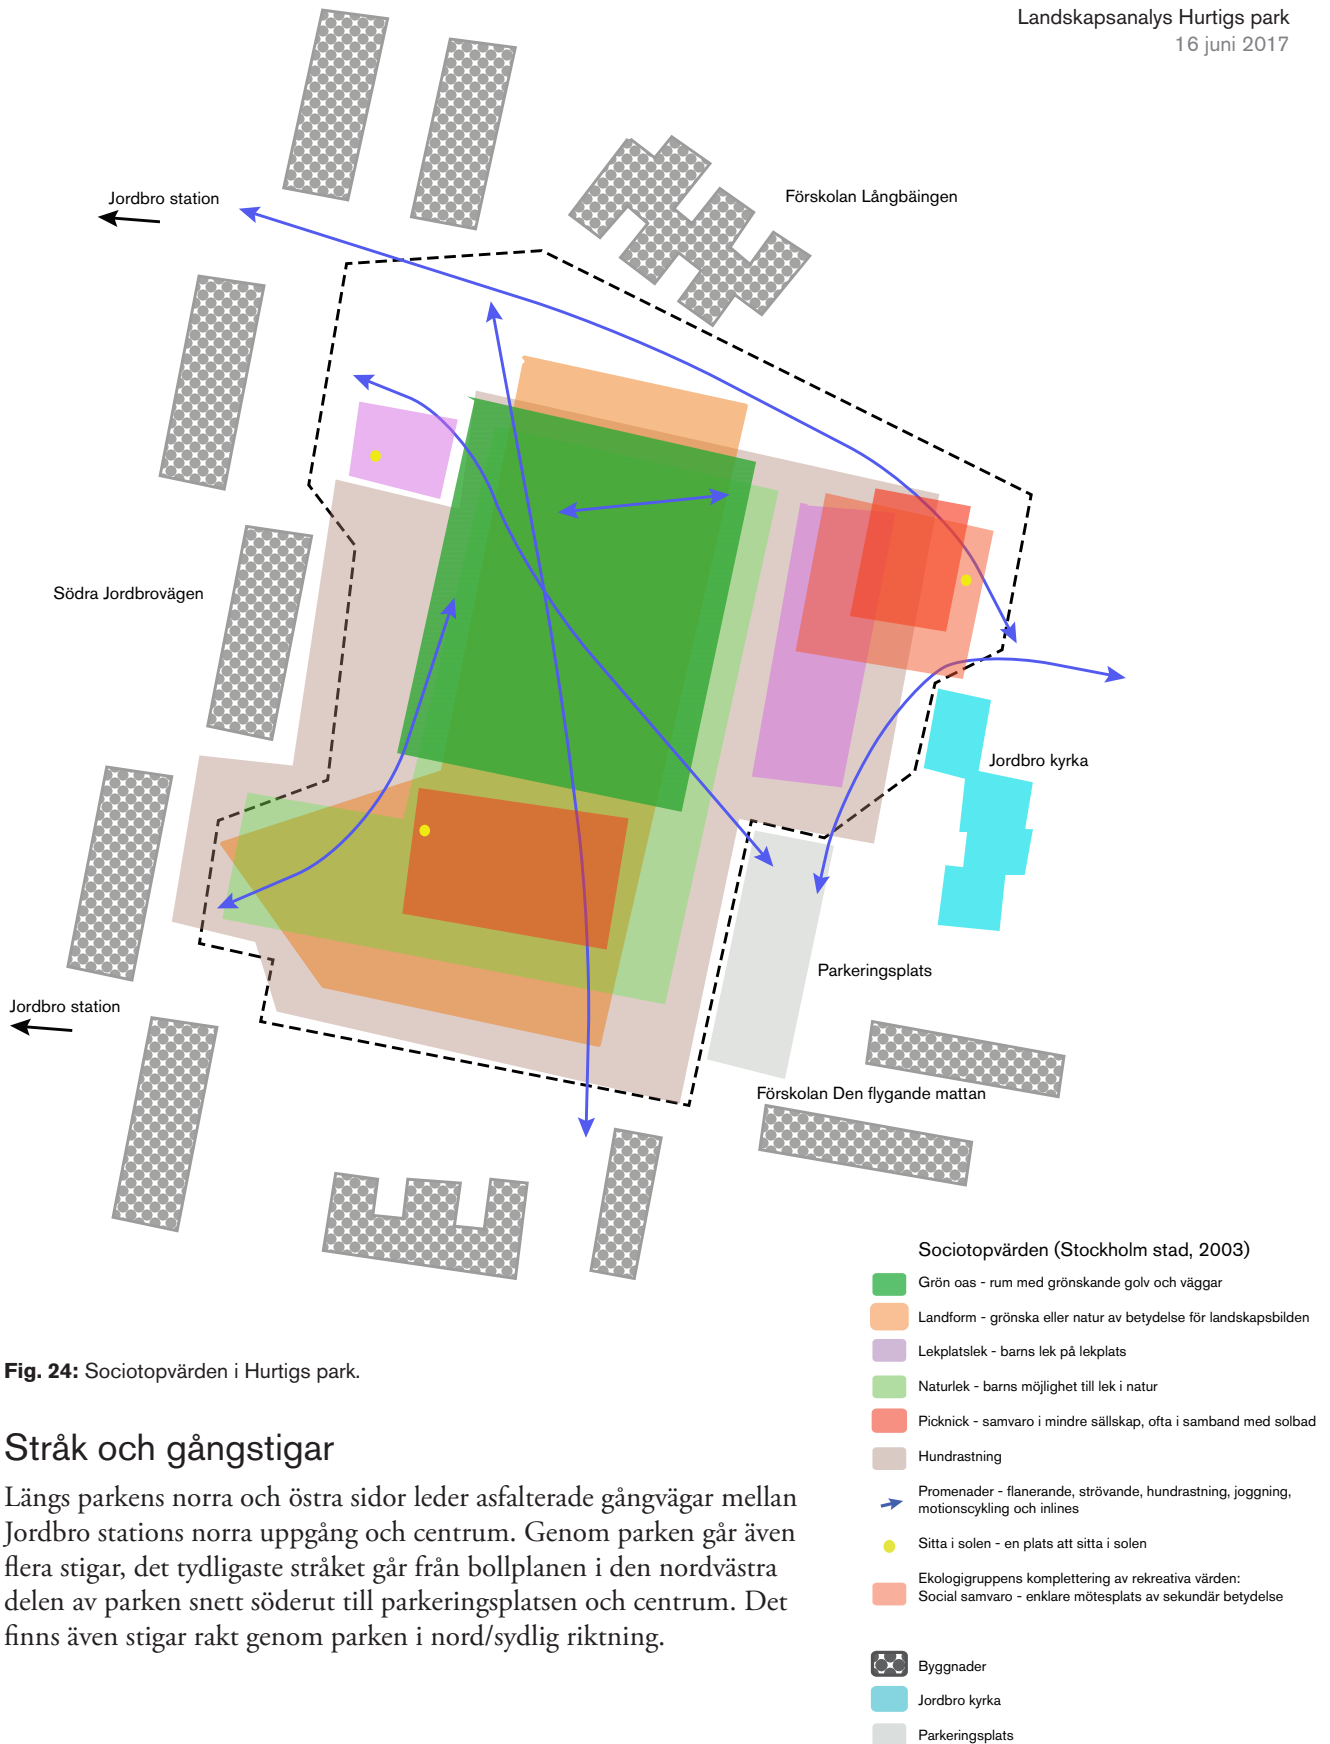 Landskapsanalys Hurtigs park
16 juni 2017
Jordbro station
Förskolan Långbäingen
Södra Jordbrovägen
Jordbro kyrka
Parkeringsplats
Jordbro station
Förskolan Den flygande mattan
Sociotopvärden (Stockholm stad, 2003)
Grön oas - rum med grönskande golv och väggar
Landform - grönska eller natur av betydelse för landskapsbilden
Lekplatslek - barns lek på lekplats
Naturlek - barns möjlighet till lek i natur
Picknick - samvaro i mindre sällskap, ofta i samband med solbad
Hundrastning
Promenader - flanerande, strövande, hundrastning, joggning,
motionscykling och inlines
Sitta i solen - en plats att sitta i solen
Ekologigruppens komplettering av rekreativa värden:
Social samvaro - enklare mötesplats av sekundär betydelse
Byggnader
Jordbro kyrka
Parkeringsplats
Fig. 24: Sociotopvärden i Hurtigs park.
Stråk och gångstigar
Längs parkens norra och östra sidor leder asfalterade gångvägar mellan
Jordbro stations norra uppgång och centrum. Genom parken går även
flera stigar, det tydligaste stråket går från bollplanen i den nordvästra
delen av parken snett söderut till parkeringsplatsen och centrum. Det
finns även stigar rakt genom parken i nord/sydlig riktning.